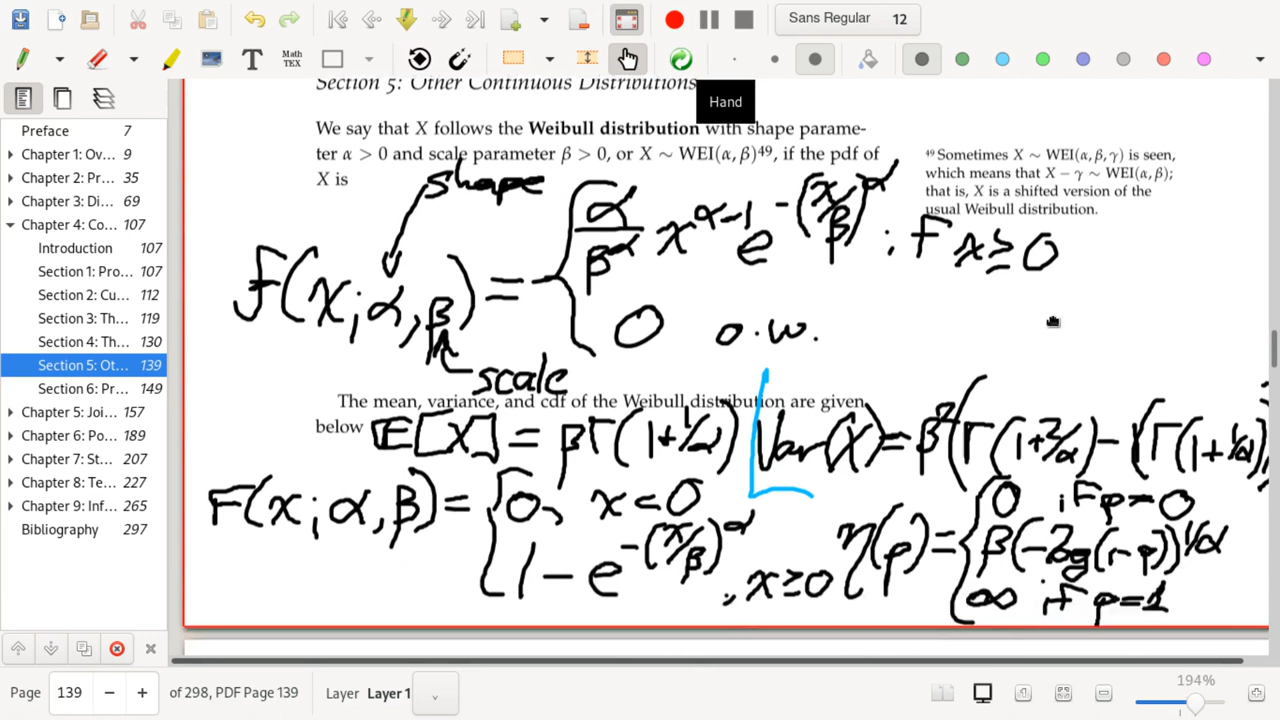 Sans Regular 12
T Math TEX
Section 5: Other Continuous Distributions
Hand
Preface 7
Chapter 1: Ov... 9
Chapter 2: Pr... 35
Chapter 3: Di... 69
Chapter 4: Co... 107
Introduction 107
Section 1: Pro... 107
Section 2: Cu... 112
Section 3: Th... 119
Section 4: Th... 130
Section 5: Ot... 139
Section 6: Pr... 149
Chapter 5: Joi... 157
Chapter 6: Po... 189
Chapter 7: St... 207
Chapter 8: Te... 227
Chapter 9: Inf... 265
Bibliography 297
We say that X follows the Weibull distribution with shape parame-
ter α > 0 and scale parameter β > 0, or X ∼ WEI(α, β)⁴⁹, if the pdf of
X is
⁴⁹ Sometimes X ∼ WEI(α, β, γ) is seen,
which means that X − γ ∼ WEI(α, β);
that is, X is a shifted version of the
usual Weibull distribution.
shape
f(x; α, β) = { α/β^α x^(α−1) e^(−(x/β)^α) : if x ≥ 0
0 o.w.
scale
The mean, variance, and cdf of the Weibull distribution are given
below
E[X] = βΓ(1+1/α) Var(X) = β²(Γ(1+2/α) − (Γ(1+1/α))
F(x; α, β) = { 0, x < 0
1 − e^(−(x/β)^α), x ≥ 0
η(p) = { 0 if p = 0
β(−log(1−p))^(1/α)
∞ if p = 1
Page 139 − + of 298, PDF Page 139 Layer Layer 1 194%